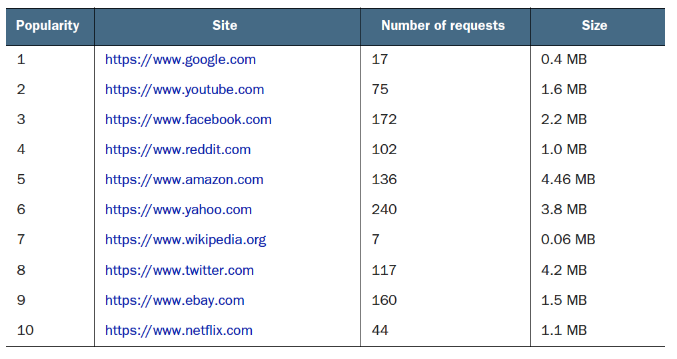 Popularity Site Number of requests Size
1 https://www.google.com 17 0.4 MB
2 https://www.youtube.com 75 1.6 MB
3 https://www.facebook.com 172 2.2 MB
4 https://www.reddit.com 102 1.0 MB
5 https://www.amazon.com 136 4.46 MB
6 https://www.yahoo.com 240 3.8 MB
7 https://www.wikipedia.org 7 0.06 MB
8 https://www.twitter.com 117 4.2 MB
9 https://www.ebay.com 160 1.5 MB
10 https://www.netflix.com 44 1.1 MB